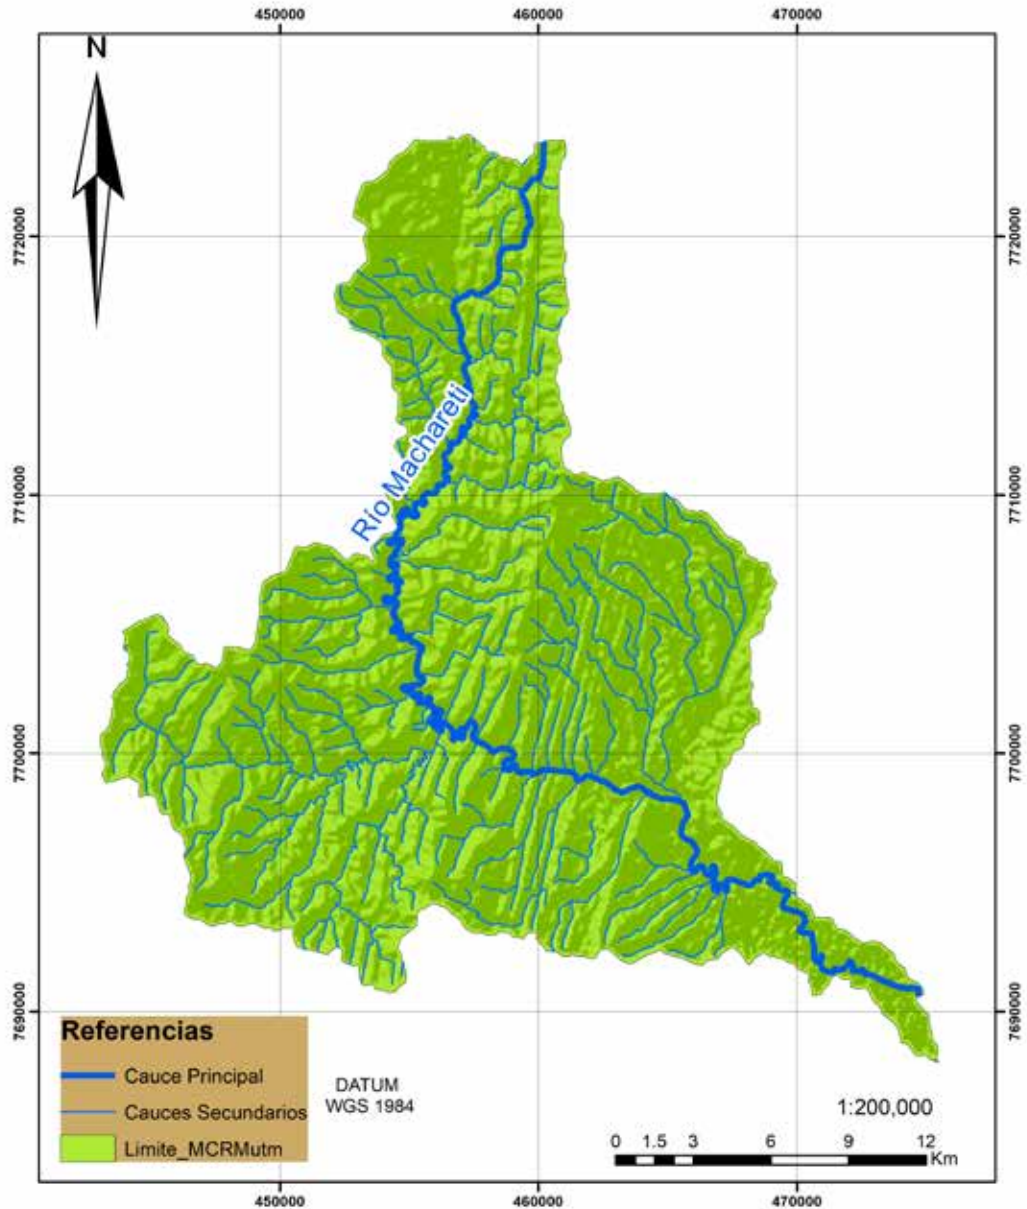 450000 460000 470000
N
7720000 7720000
Río Machareti
7710000 7710000
7700000 7700000
7690000 7690000
Referencias
Cauce Principal
Cauces Secundarios
Limite_MCRMutm
DATUM
WGS 1984
1:200,000
0 1.5 3 6 9 12
Km
450000 460000 470000